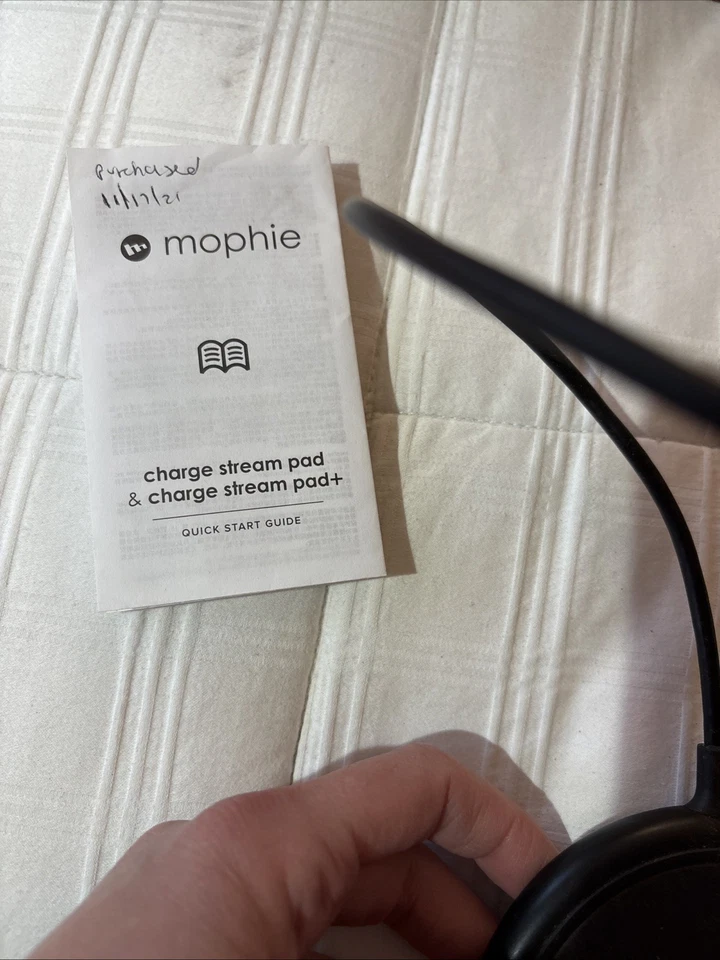 purchased
11/17/21
mophie
charge stream pad
& charge stream pad+
QUICK START GUIDE